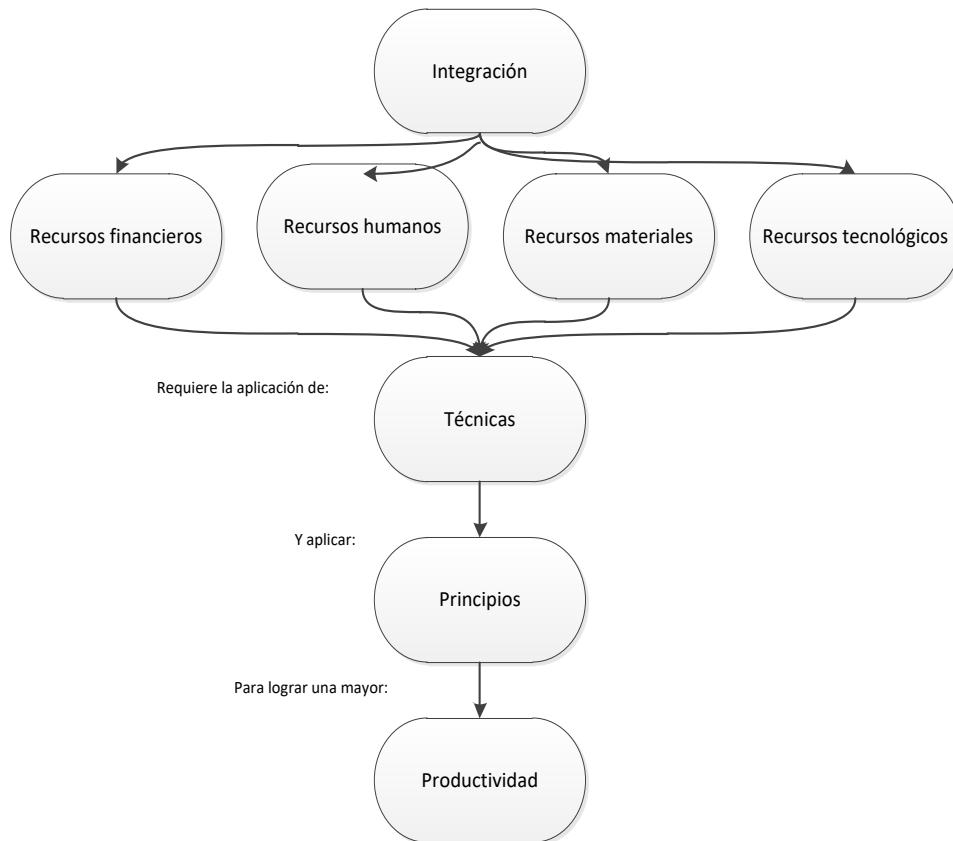 Integración
Recursos financieros
Recursos humanos
Recursos materiales
Recursos tecnológicos
Requiere la aplicación de:
Técnicas
Y aplicar:
Principios
Para lograr una mayor:
Productividad